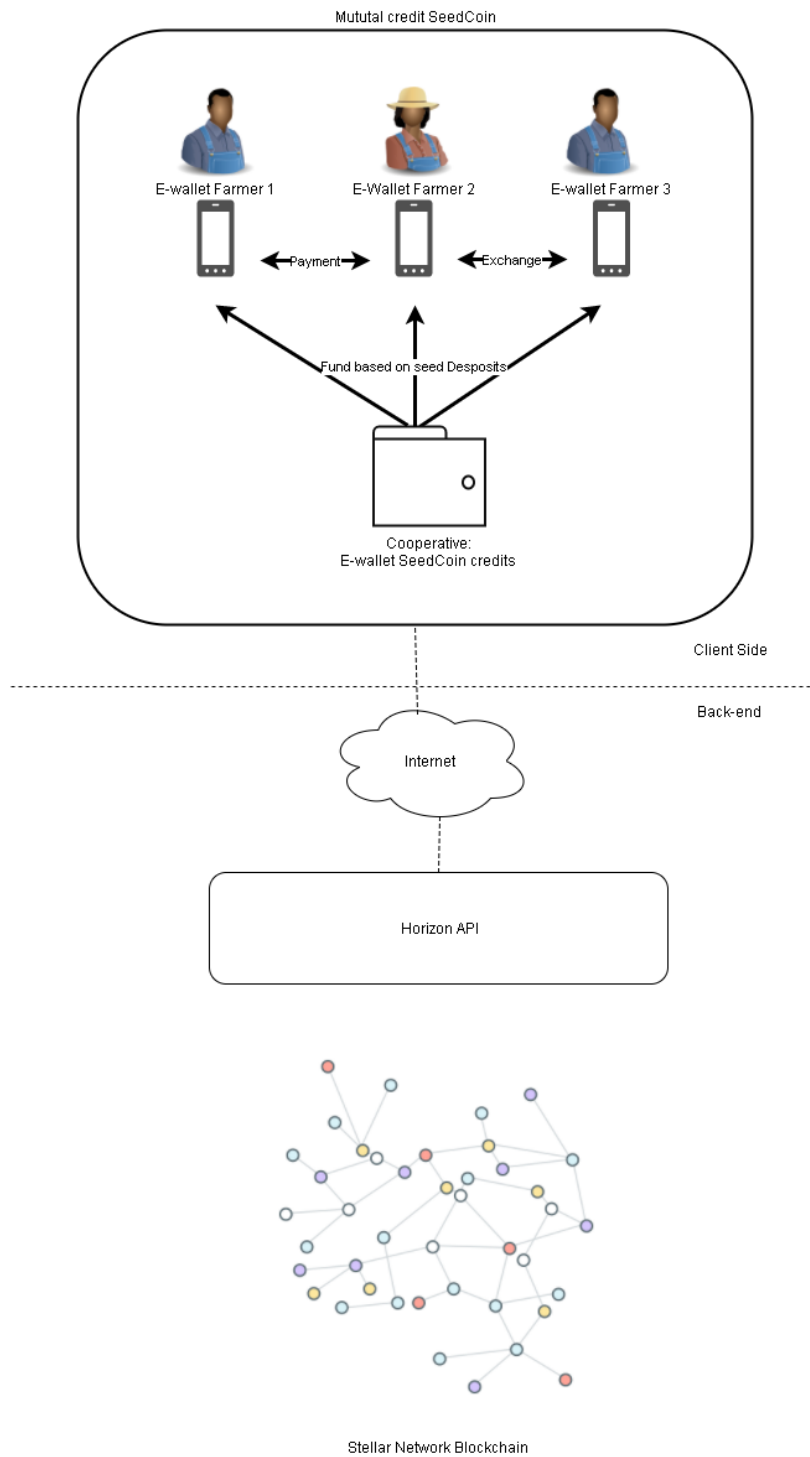 Mututal credit SeedCoin
E-wallet Farmer 1
E-Wallet Farmer 2
E-wallet Farmer 3
Payment
Exchange
Fund based on seed Desposits
Cooperative:
E-wallet SeedCoin credits
Client Side
Back-end
Internet
Horizon API
Stellar Network Blockchain